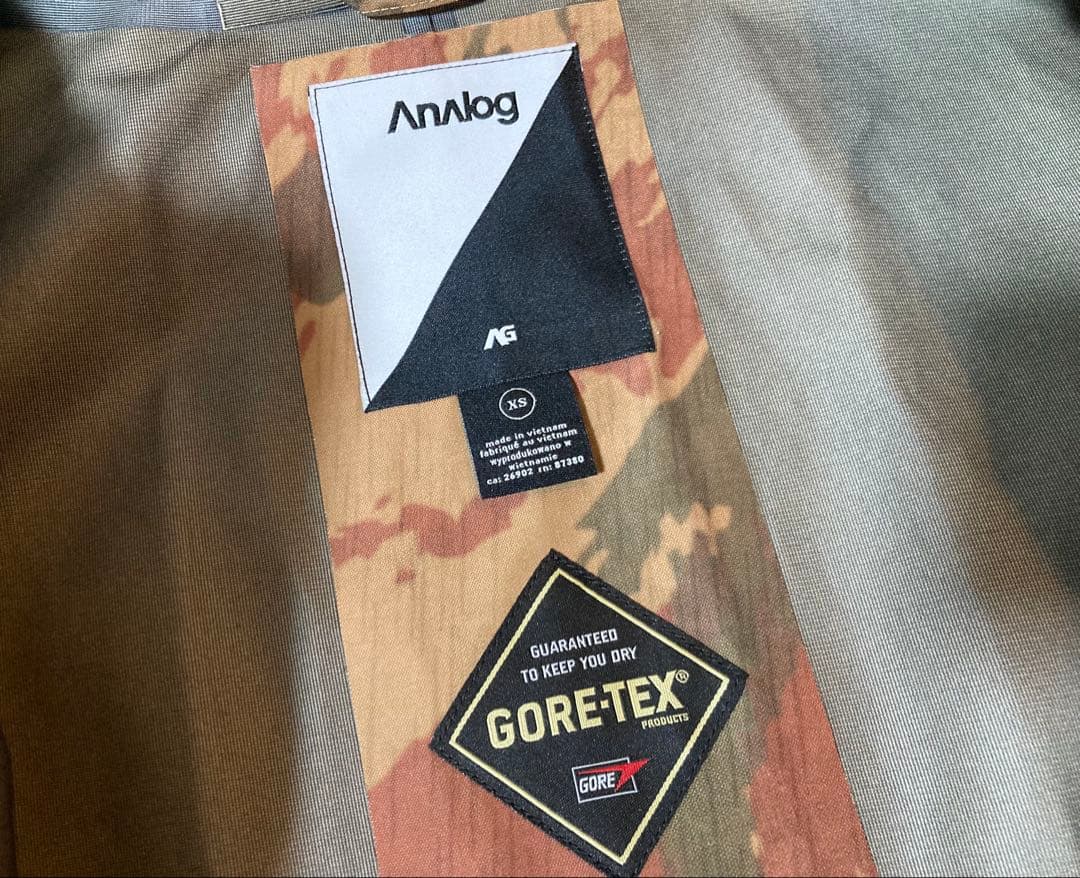 Analog
AG
XS
made in vietnam
fabriqué au vietnam
wyprodukowano w
wietnamie
ca: 26902 rn: 87380
GUARANTEED
TO KEEP YOU DRY
GORE-TEX®
PRODUCTS
GORE